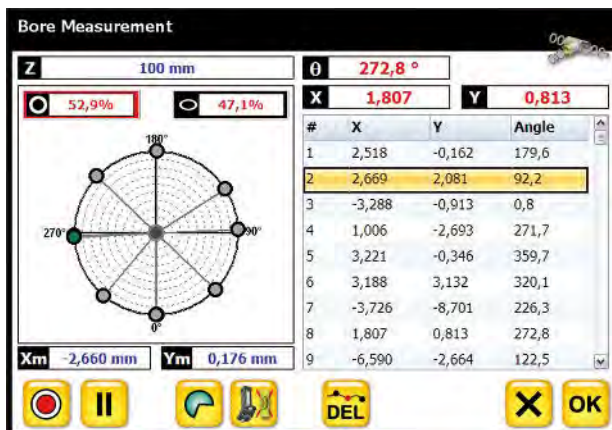 Bore Measurement
Z 100 mm
θ 272,8 °
52,9% 47,1%
X 1,807 Y 0,813
# X Y Angle
1 2,518 -0,162 179,6
2 2,669 2,081 92,2
3 -3,288 -0,913 0,8
4 1,006 -2,693 271,7
5 3,221 -0,346 359,7
6 3,188 3,132 320,1
7 -3,726 -8,701 226,3
8 1,807 0,813 272,8
9 -6,590 -2,664 122,5
180°
270° 90°
0°
Xm -2,660 mm Ym 0,176 mm
DEL OK